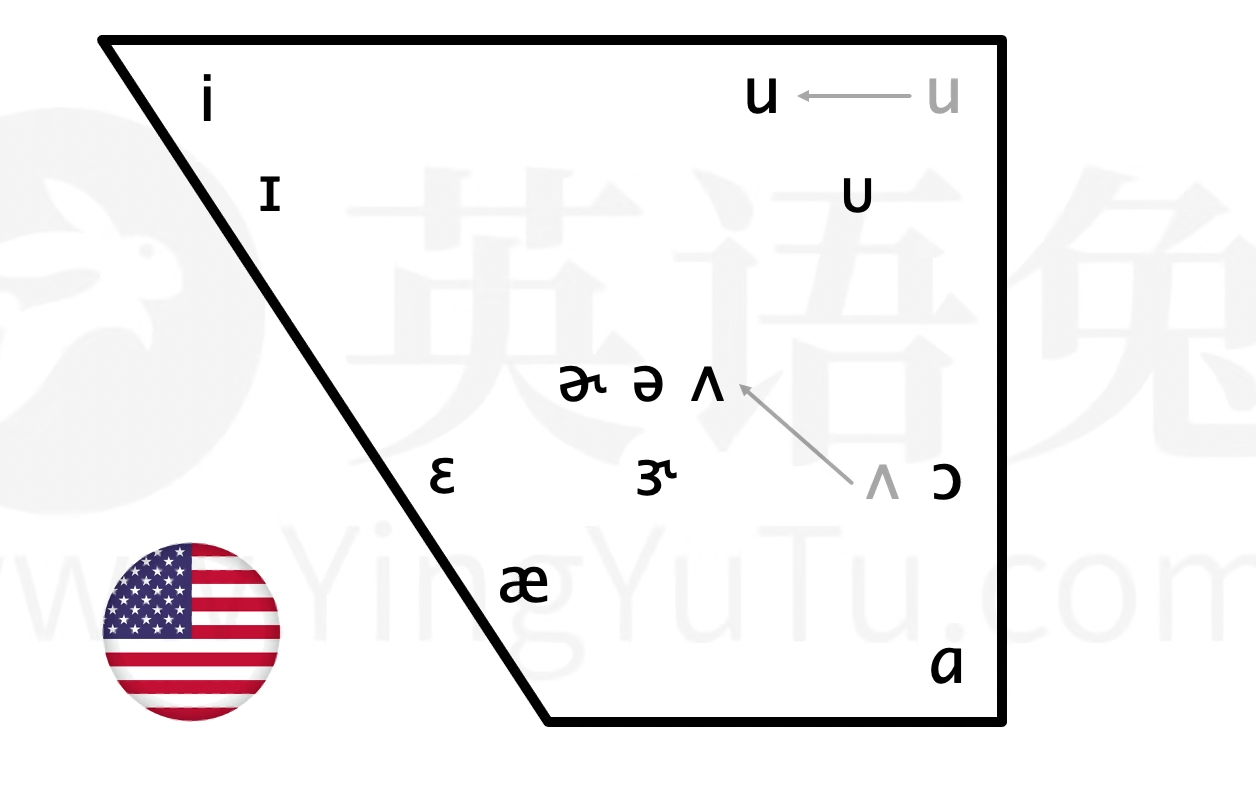 i u u
ɪ ʊ
英语兔
ɚ ə ʌ
ɛ ɝ ʌ ɔ
www.YingYuTu.com
æ
ɑ